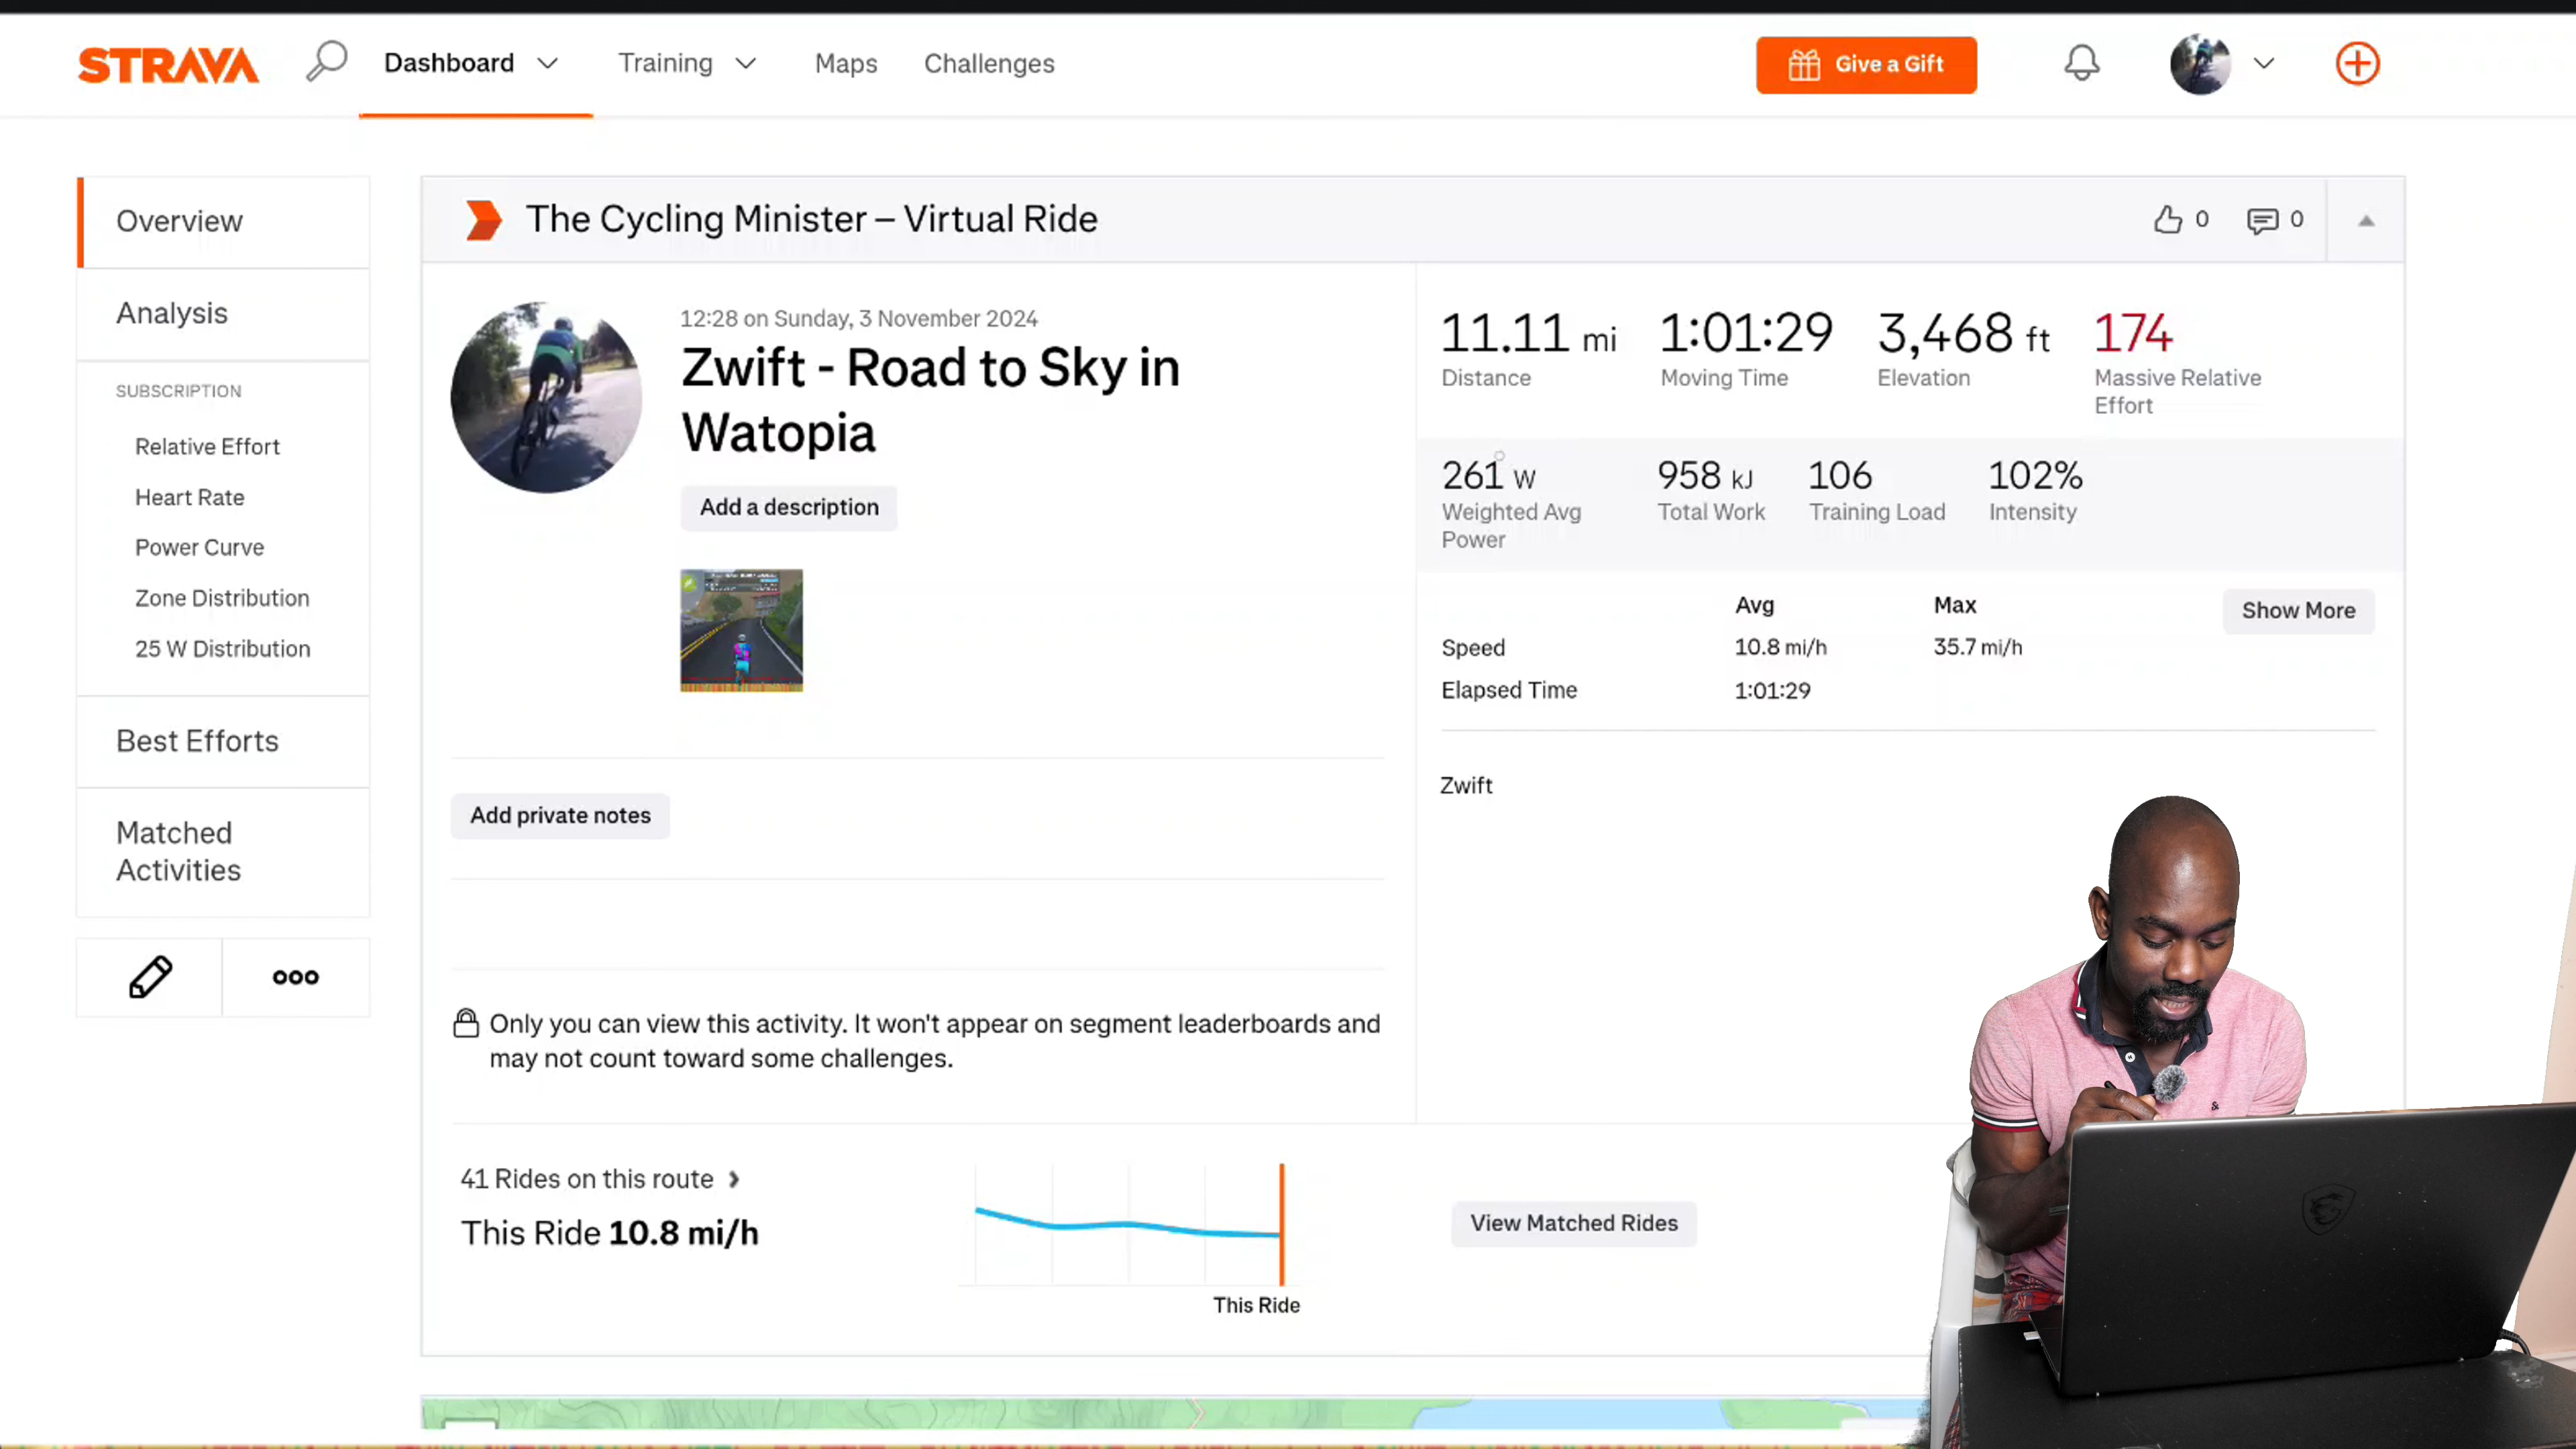 STRAVA
Dashboard
Training
Maps
Challenges
Give a Gift
Overview
Analysis
SUBSCRIPTION
Relative Effort
Heart Rate
Power Curve
Zone Distribution
25 W Distribution
Best Efforts
Matched
Activities
The Cycling Minister – Virtual Ride
0
0
12:28 on Sunday, 3 November 2024
Zwift - Road to Sky in
Watopia
Add a description
Add private notes
Only you can view this activity. It won't appear on segment leaderboards and
may not count toward some challenges.
11.11 mi
Distance
1:01:29
Moving Time
3,468 ft
Elevation
174
Massive Relative
Effort
261 W
Weighted Avg
Power
958 kJ
Total Work
106
Training Load
102%
Intensity
Avg Max
Show More
Speed 10.8 mi/h 35.7 mi/h
Elapsed Time 1:01:29
Zwift
41 Rides on this route
This Ride 10.8 mi/h
This Ride
View Matched Rides